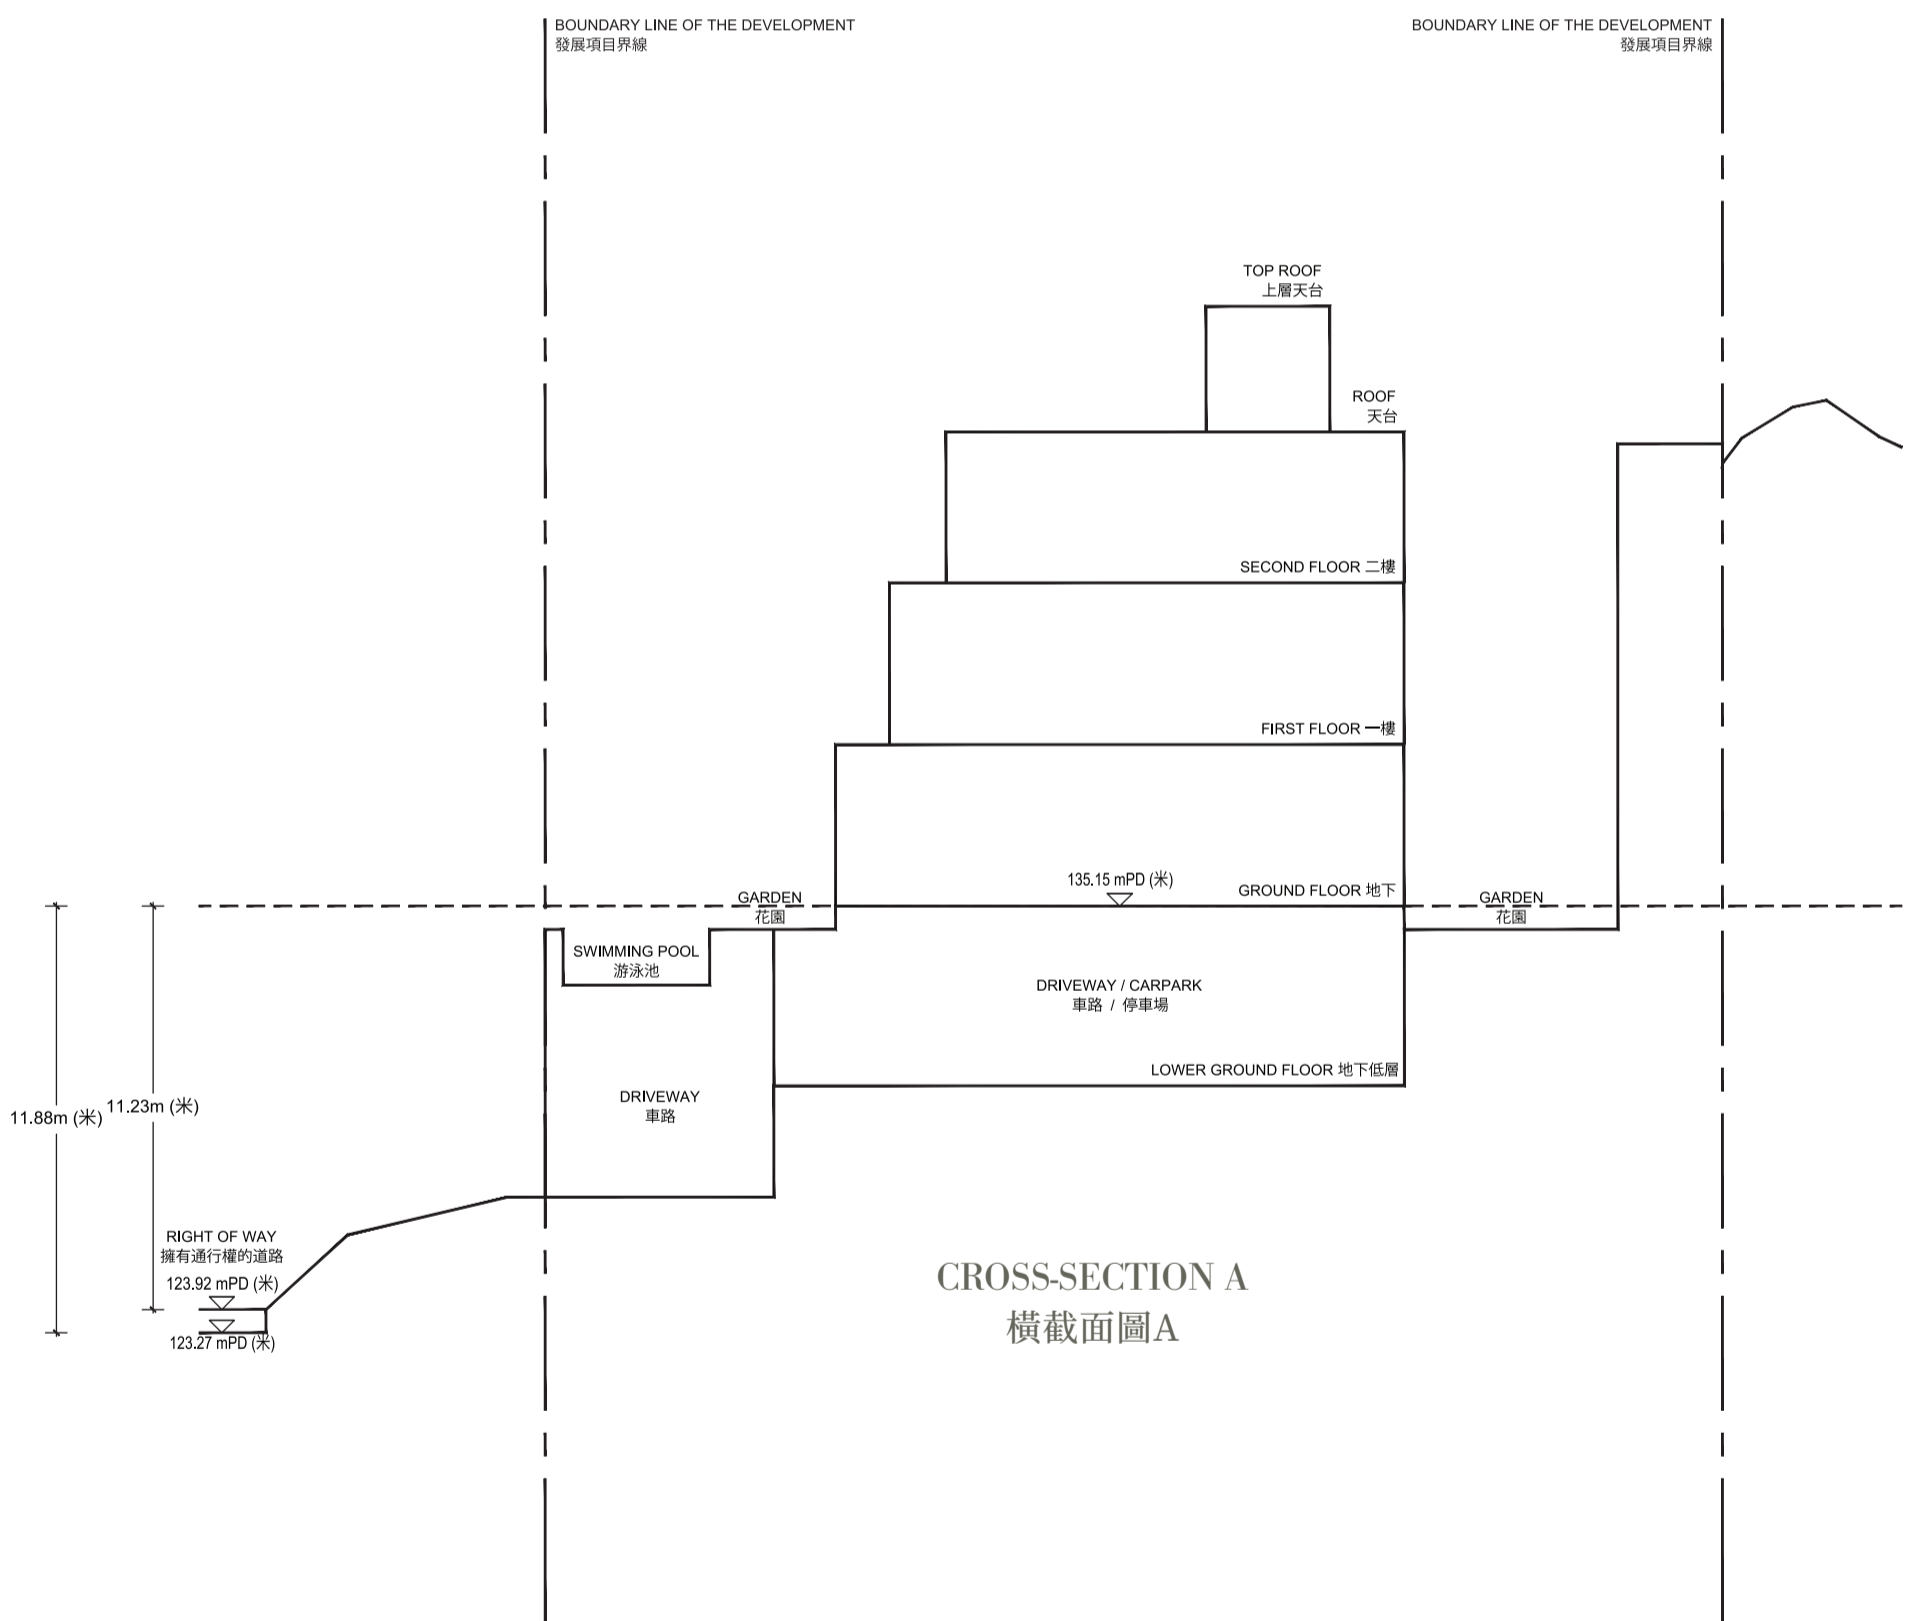 BOUNDARY LINE OF THE DEVELOPMENT
發展項目界線
BOUNDARY LINE OF THE DEVELOPMENT
發展項目界線
TOP ROOF
上層天台
ROOF
天台
SECOND FLOOR 二樓
FIRST FLOOR 一樓
135.15 mPD (米)
GROUND FLOOR 地下
GARDEN
花園
GARDEN
花園
SWIMMING POOL
游泳池
DRIVEWAY / CARPARK
車路 / 停車場
LOWER GROUND FLOOR 地下低層
DRIVEWAY
車路
11.88m (米)
11.23m (米)
RIGHT OF WAY
擁有通行權的道路
123.92 mPD (米)
123.27 mPD (米)
CROSS-SECTION A
橫截面圖A